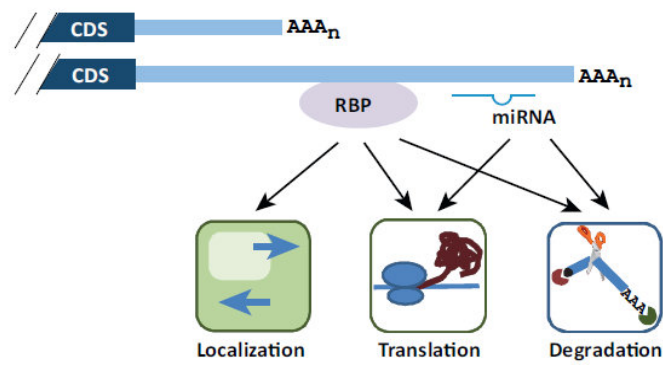 CDS AAAn
CDS AAAn
RBP
miRNA
AAA
Localization Translation Degradation